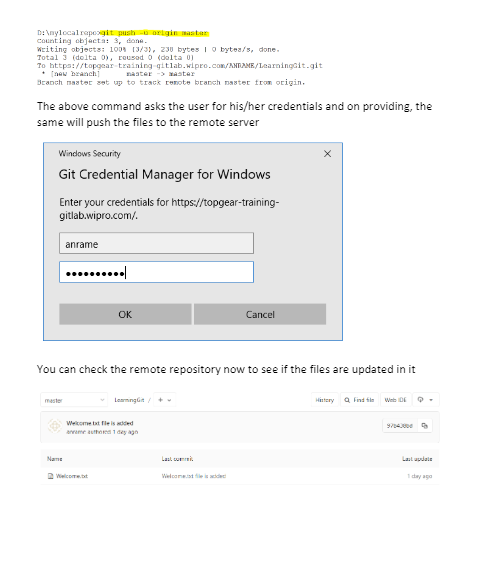 D:\mylocalrepo>git push -u origin master
Counting objects: 3, done.
Writing objects: 100% (3/3), 230 bytes | 0 bytes/s, done.
Total 3 (delta 0), reused 0 (delta 0)
To https://topgear-training-gitlab.wipro.com/ANRAME/LearningGit.git
* [new branch] master -> master
Branch master set up to track remote branch master from origin.
The above command asks the user for his/her credentials and on providing, the
same will push the files to the remote server
Windows Security
Git Credential Manager for Windows
Enter your credentials for https://topgear-training-
gitlab.wipro.com/.
anrame
●●●●●●●●●●
OK Cancel
You can check the remote repository now to see if the files are updated in it
master LearningGit / + History Find file Web IDE
Welcome.txt file is added
anrame authored 1 day ago
Name Last commit Last update
Welcome.txt Welcome.txt file is added 1 day ago